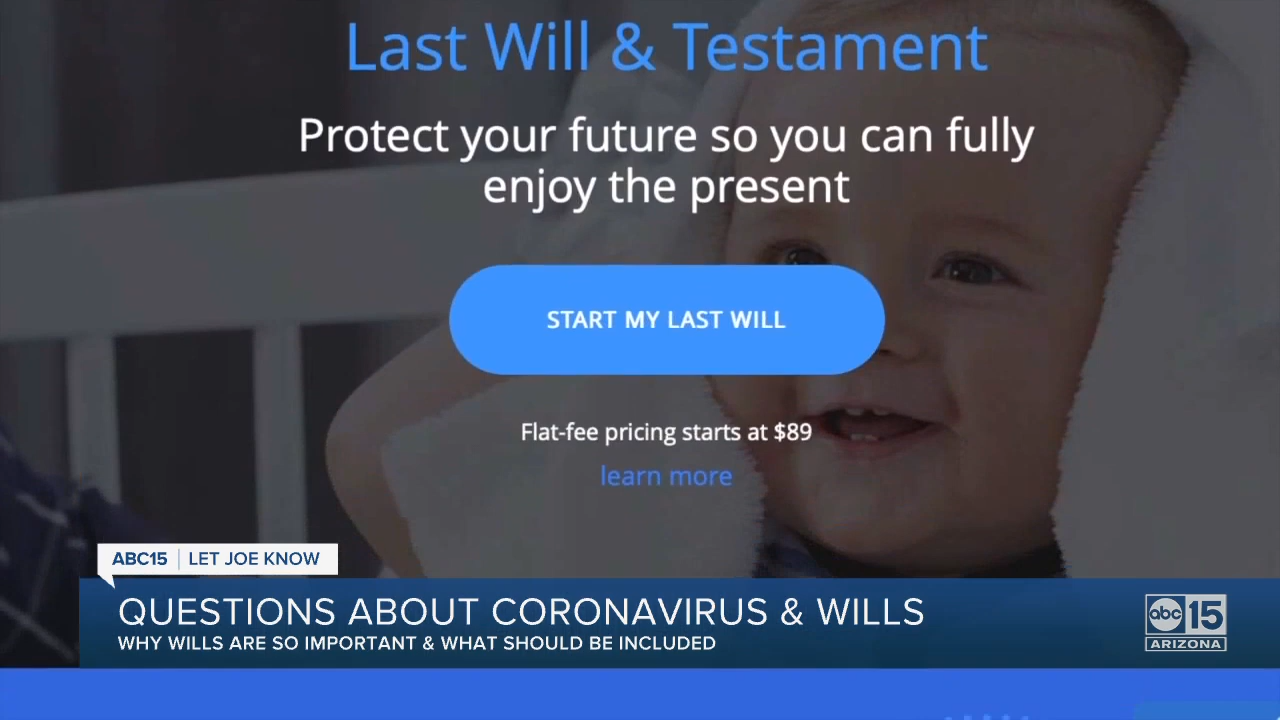 Last Will & Testament
Protect your future so you can fully
enjoy the present
START MY LAST WILL
Flat-fee pricing starts at $89
learn more
ABC15 | LET JOE KNOW
QUESTIONS ABOUT CORONAVIRUS & WILLS
WHY WILLS ARE SO IMPORTANT & WHAT SHOULD BE INCLUDED
abc 15
ARIZONA